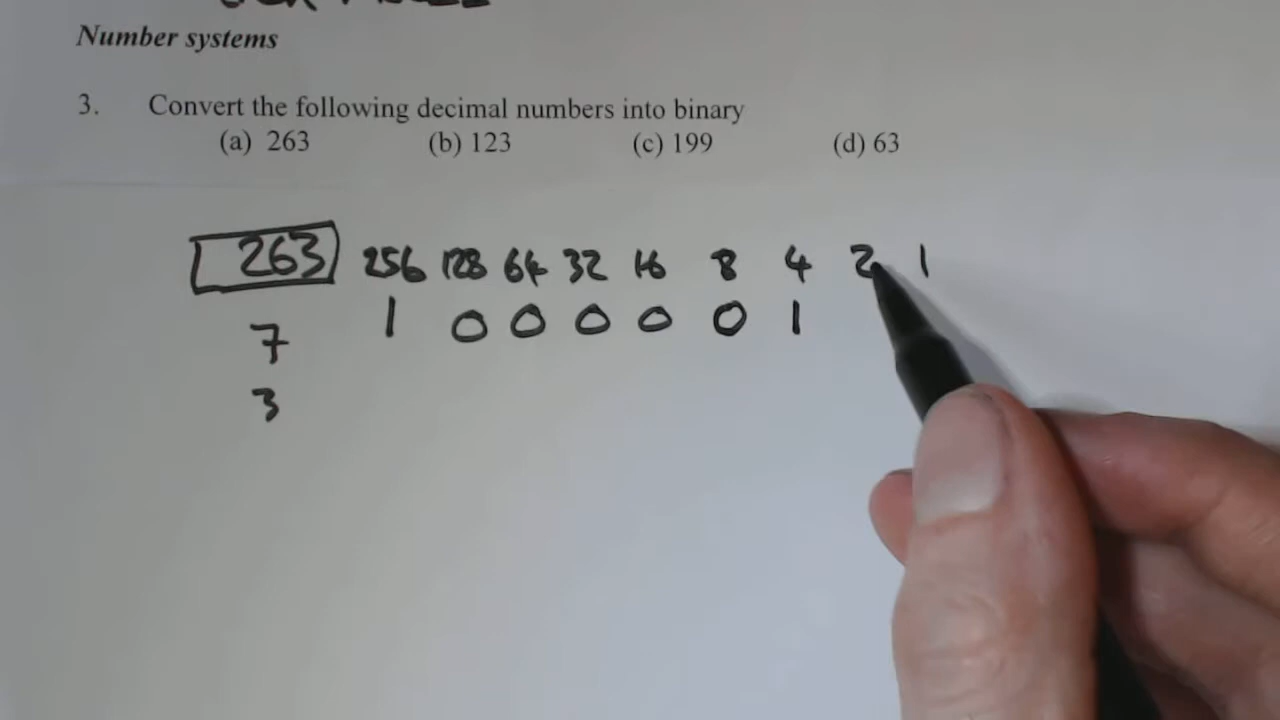 Number systems
3. Convert the following decimal numbers into binary
(a) 263 (b) 123 (c) 199 (d) 63
263 256 128 64 32 16 8 4 2 1
7 1 0 0 0 0 0 1
3